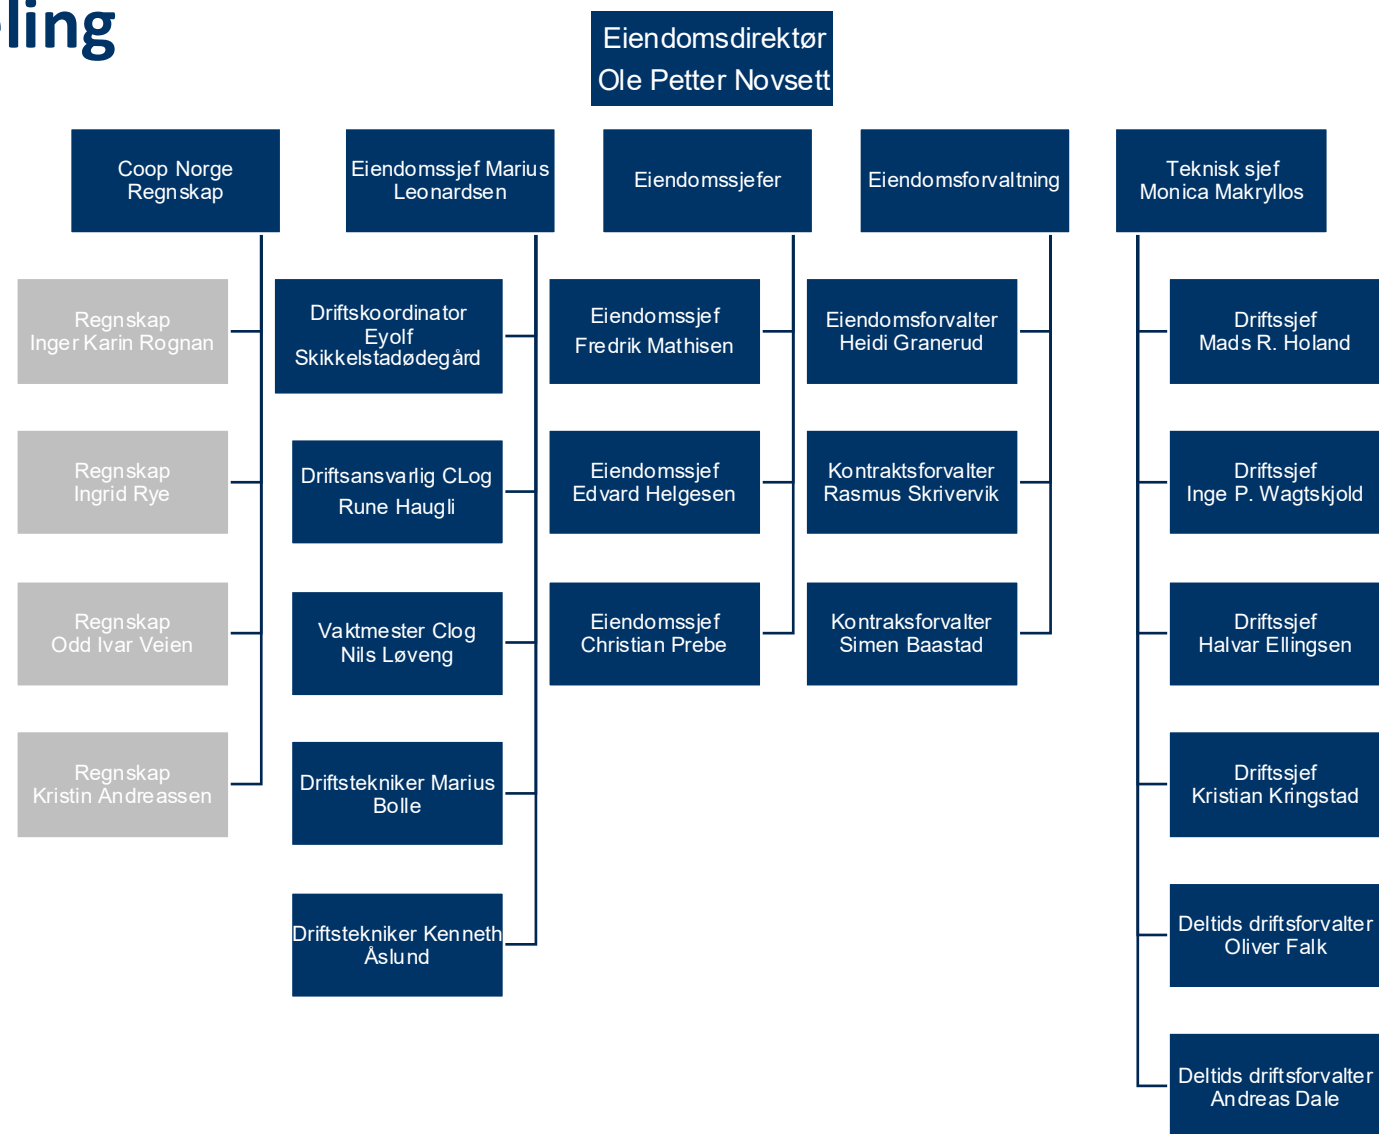 ling
Eiendomsdirektør
Ole Petter Novsett
Coop Norge
Regnskap
Regnskap
Inger Karin Rognan
Regnskap
Ingrid Rye
Regnskap
Odd Ivar Veien
Regnskap
Kristin Andreassen
Eiendomssjef Marius
Leonardsen
Driftskoordinator
Eyolf
Skikkelstadødegård
Driftsansvarlig CLog
Rune Haugli
Vaktmester Clog
Nils Løveng
Driftstekniker Marius
Bolle
Driftstekniker Kenneth
Åslund
Eiendomssjefer
Eiendomssjef
Fredrik Mathisen
Eiendomssjef
Edvard Helgesen
Eiendomssjef
Christian Prebe
Eiendomsforvaltning
Eiendomsforvalter
Heidi Granerud
Kontraktsforvalter
Rasmus Skrivervik
Kontraksforvalter
Simen Baastad
Teknisk sjef
Monica Makryllos
Driftssjef
Mads R. Holand
Driftssjef
Inge P. Wagtskjold
Driftssjef
Halvar Ellingsen
Driftssjef
Kristian Kringstad
Deltids driftsforvalter
Oliver Falk
Deltids driftsforvalter
Andreas Dale